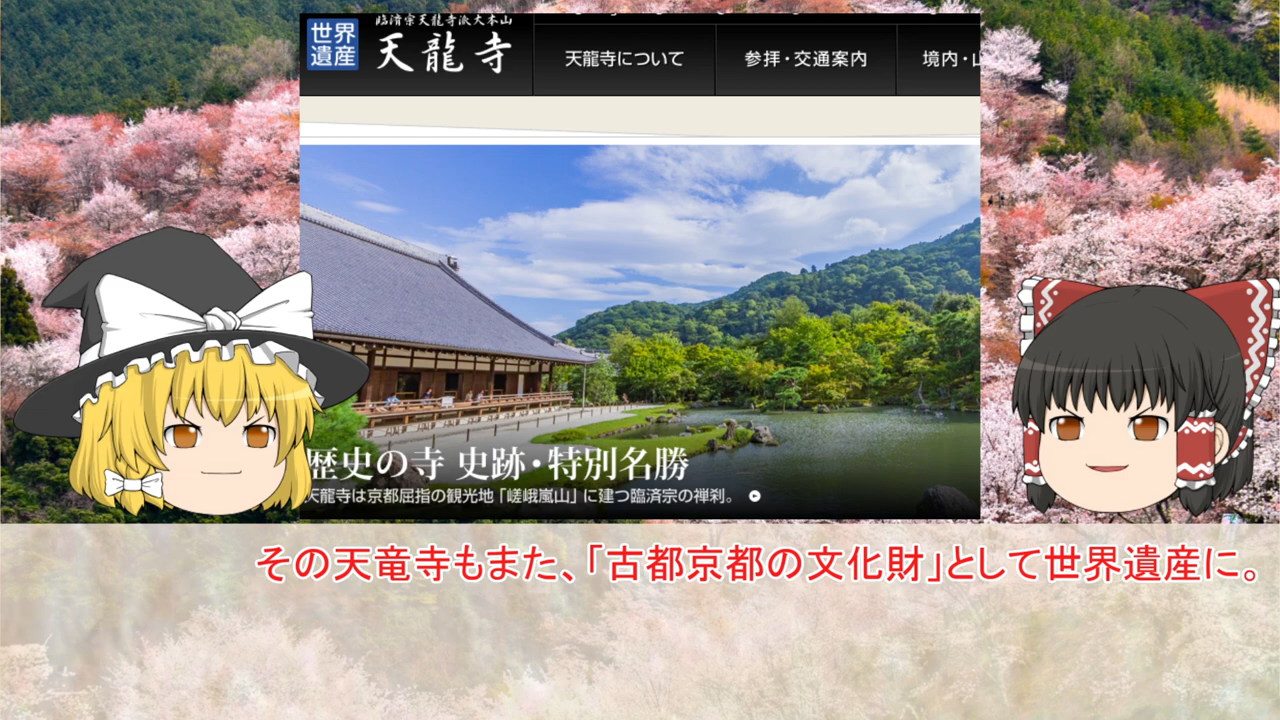 世界
遺産
臨済宗天龍寺派大本山
天龍寺
天龍寺について
参拝・交通案内
境内・
歴史の寺 史跡・特別名勝
天龍寺は京都屈指の観光地「嵯峨嵐山」に建つ臨済宗の禅刹。
その天竜寺もまた、「古都京都の文化財」として世界遺産に。